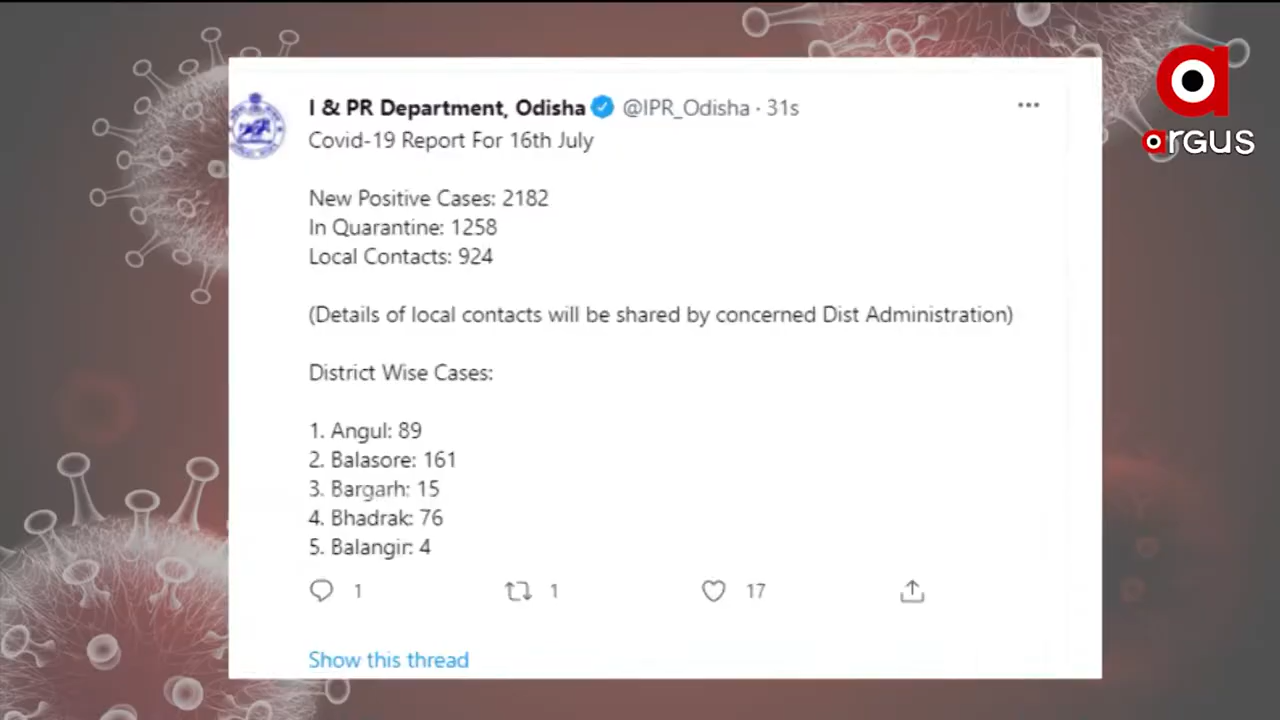 I & PR Department, Odisha @IPR_Odisha · 31s
Covid-19 Report For 16th July
New Positive Cases: 2182
In Quarantine: 1258
Local Contacts: 924
(Details of local contacts will be shared by concerned Dist Administration)
District Wise Cases:
1. Angul: 89
2. Balasore: 161
3. Bargarh: 15
4. Bhadrak: 76
5. Balangir: 4
1 1 17
Show this thread
a
argus